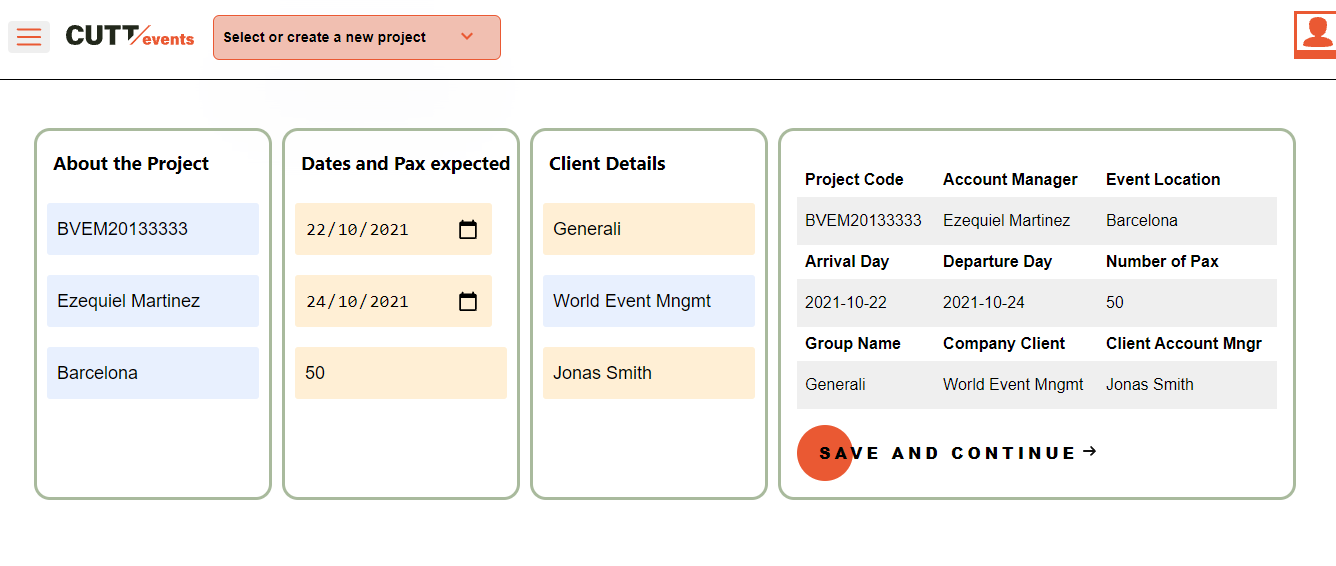 CUTT/events
Select or create a new project
About the Project
BVEM20133333
Ezequiel Martinez
Barcelona
Dates and Pax expected
22/10/2021
24/10/2021
50
Client Details
Generali
World Event Mngmt
Jonas Smith
Project Code Account Manager Event Location
BVEM20133333 Ezequiel Martinez Barcelona
Arrival Day Departure Day Number of Pax
2021-10-22 2021-10-24 50
Group Name Company Client Client Account Mngr
Generali World Event Mngmt Jonas Smith
SAVE AND CONTINUE→